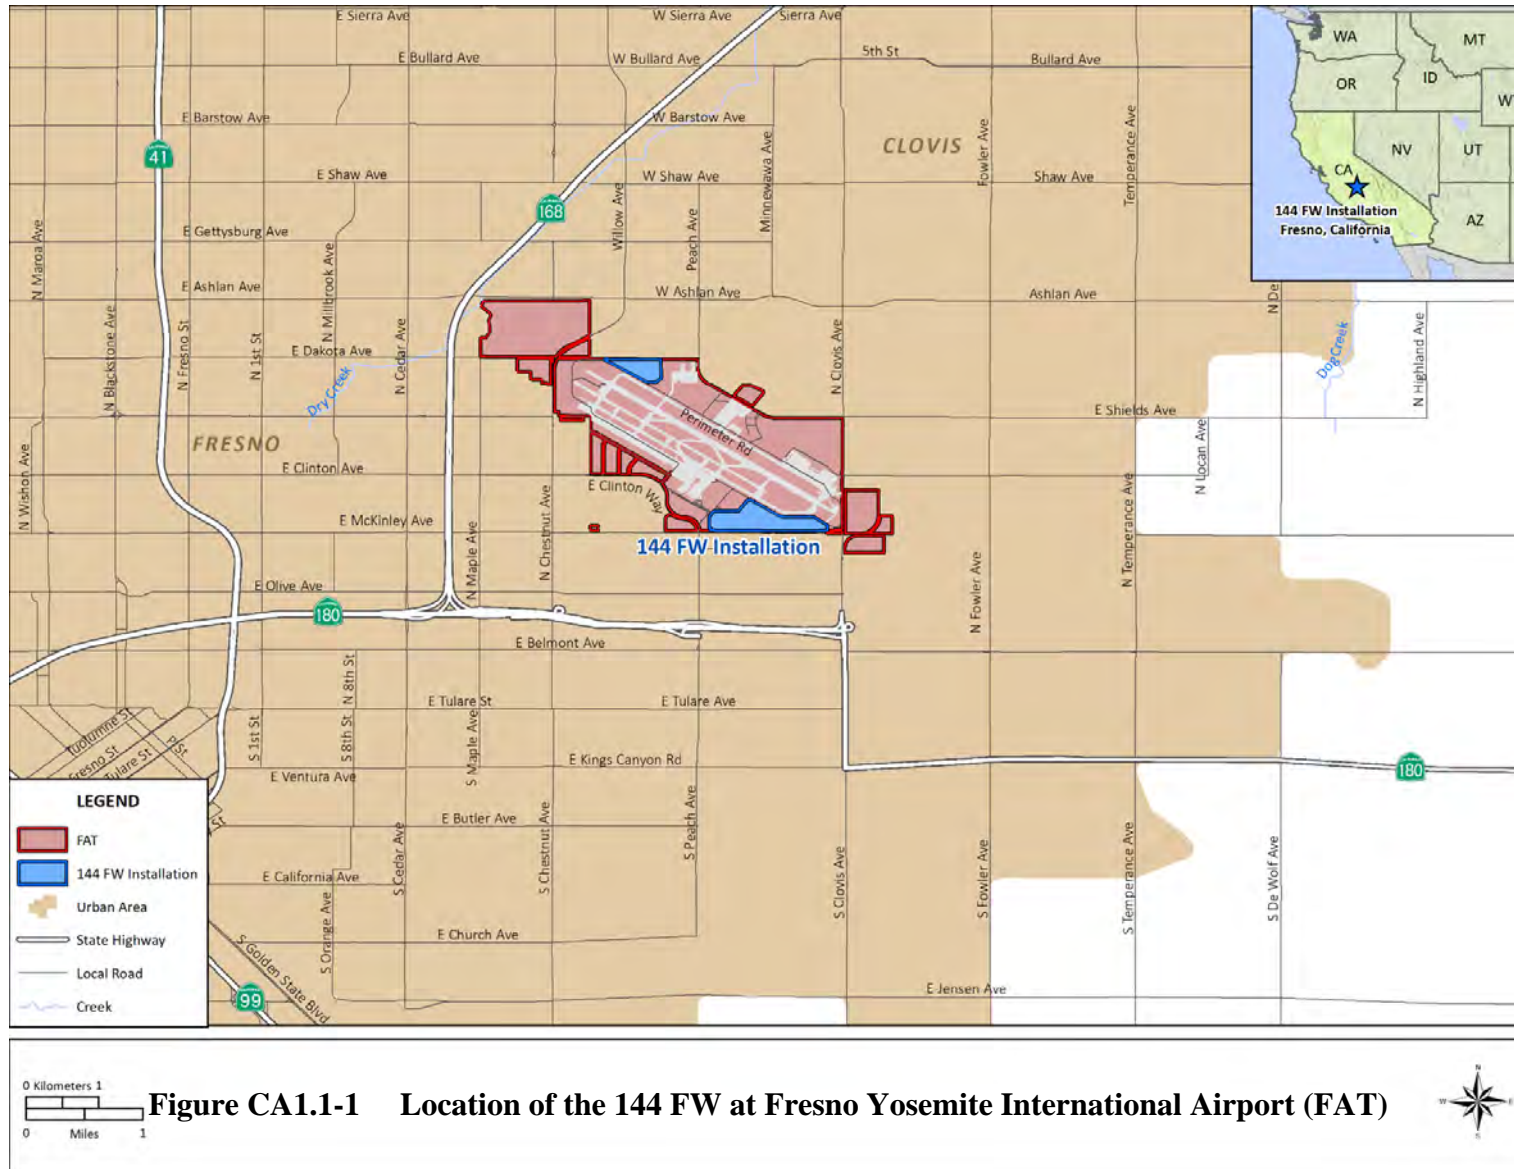 E Sierra Ave
W Sierra Ave
Sierra Ave
E Bullard Ave
W Bullard Ave
5th St
Bullard Ave
E Barstow Ave
W Barstow Ave
CLOVIS
Fowler Ave
Temperance Ave
Minnewawa Ave
41
E Shaw Ave
W Shaw Ave
Shaw Ave
168
Willow Ave
Peach Ave
N Maroa Ave
E Gettysburg Ave
N Millbrook Ave
E Ashlan Ave
W Ashlan Ave
Ashlan Ave
N De
N Blackstone Ave
N Fresno St
N 1st St
E Dakota Ave
N Cedar Ave
N Clovis Ave
Dry Creek
Dog Creek
N Highland Ave
E Shields Ave
Perimeter Rd
FRESNO
N Wishon Ave
E Clinton Ave
E Clinton Way
N Locan Ave
N Chestnut Ave
E McKinley Ave
144 FW Installation
N Maple Ave
N Fowler Ave
N Temperance Ave
E Olive Ave
180
E Belmont Ave
N 8th St
E Tulare St
E Tulare Ave
Tuolumne St
Fresno St
Tulare St
P St
S 1st St
S 8th St
S Maple Ave
E Kings Canyon Rd
180
E Ventura Ave
St
E Butler Ave
S Cedar Ave
S Chestnut Ave
S Peach Ave
S Clovis Ave
S Fowler Ave
S Temperance Ave
S De Wolf Ave
E California Ave
S Orange Ave
E Church Ave
S Golden State Blvd
99
E Jensen Ave
WA
MT
OR
ID
W
NV
UT
CA
AZ
144 FW Installation
Fresno, California
LEGEND
FAT
144 FW Installation
Urban Area
State Highway
Local Road
Creek
0 Kilometers 1
0 Miles 1
Figure CA1.1-1 Location of the 144 FW at Fresno Yosemite International Airport (FAT)
N
W
E
S